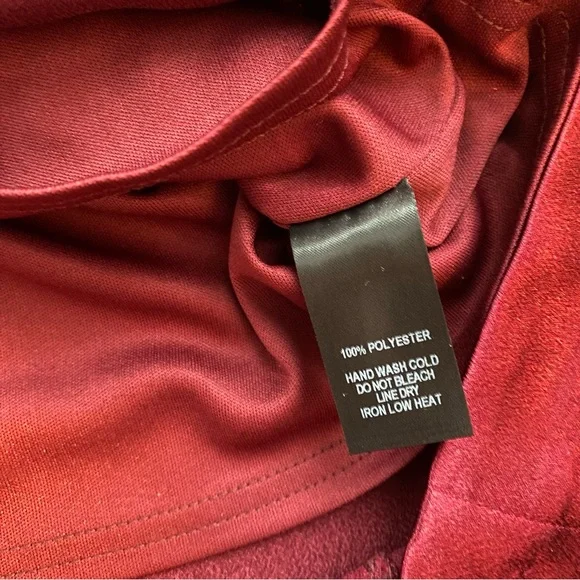 100% POLYESTER
HAND WASH COLD
DO NOT BLEACH
LINE DRY
IRON LOW HEAT